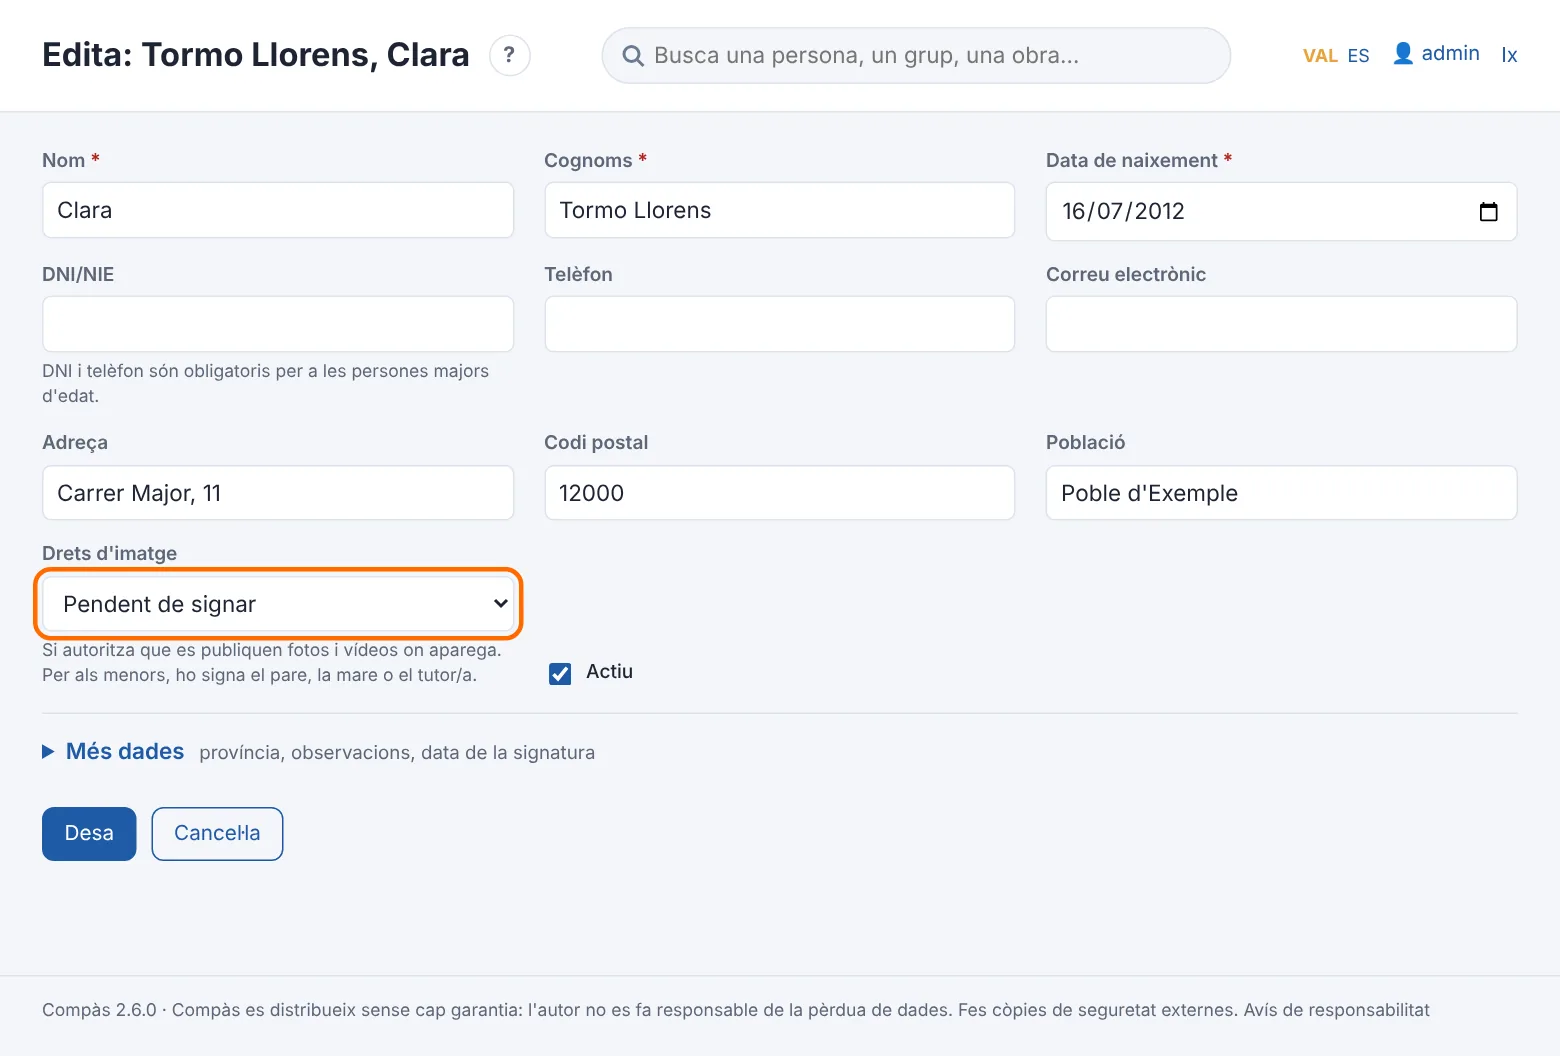 Edita: Tormo Llorens, Clara ? Busca una persona, un grup, una obra... VAL ES admin Ix
Nom * Cognoms * Data de naixement *
Clara Tormo Llorens 16/07/2012
DNI/NIE Telèfon Correu electrònic
DNI i telèfon són obligatoris per a les persones majors
d'edat.
Adreça Codi postal Població
Carrer Major, 11 12000 Poble d'Exemple
Drets d'imatge
Pendent de signar
Si autoritza que es publiquen fotos i vídeos on aparega.
Per als menors, ho signa el pare, la mare o el tutor/a.
Actiu
Més dades província, observacions, data de la signatura
Desa Cancel·la
Compàs 2.6.0 · Compàs es distribueix sense cap garantia: l'autor no es fa responsable de la pèrdua de dades. Fes còpies de seguretat externes. Avís de responsabilitat